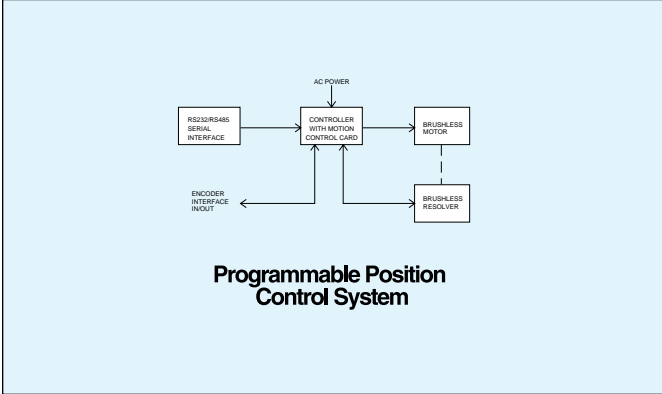 AC POWER
RS232/RS485
SERIAL
INTERFACE
CONTROLLER
WITH MOTION
CONTROL CARD
BRUSHLESS
MOTOR
ENCODER
INTERFACE
IN/OUT
BRUSHLESS
RESOLVER
Programmable Position
Control System